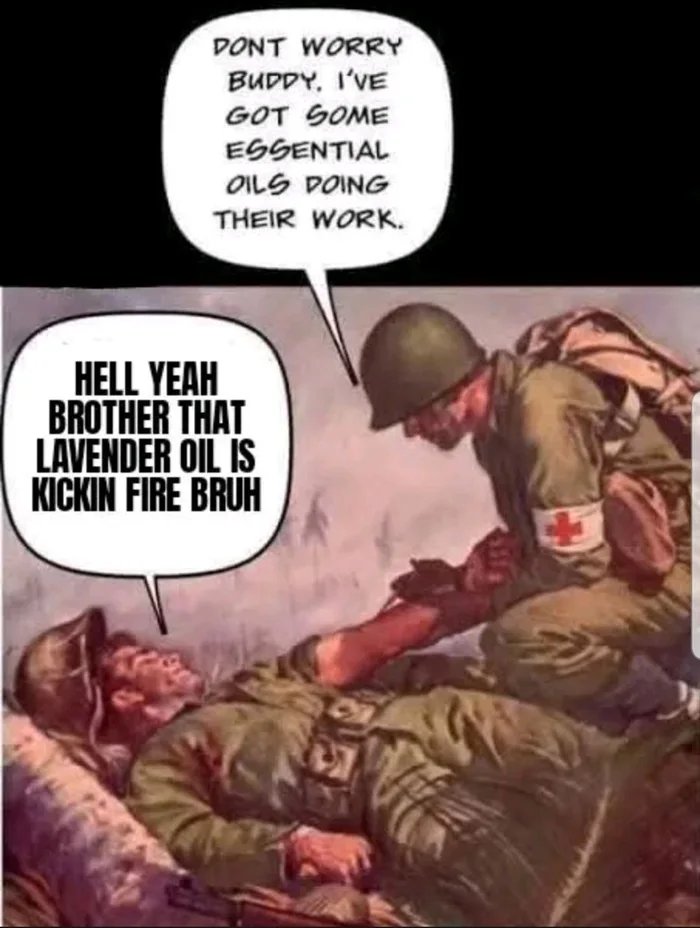 DONT WORRY
BUDDY. I'VE
GOT SOME
ESSENTIAL
OILS DOING
THEIR WORK.
HELL YEAH
BROTHER THAT
LAVENDER OIL IS
KICKIN FIRE BRUH